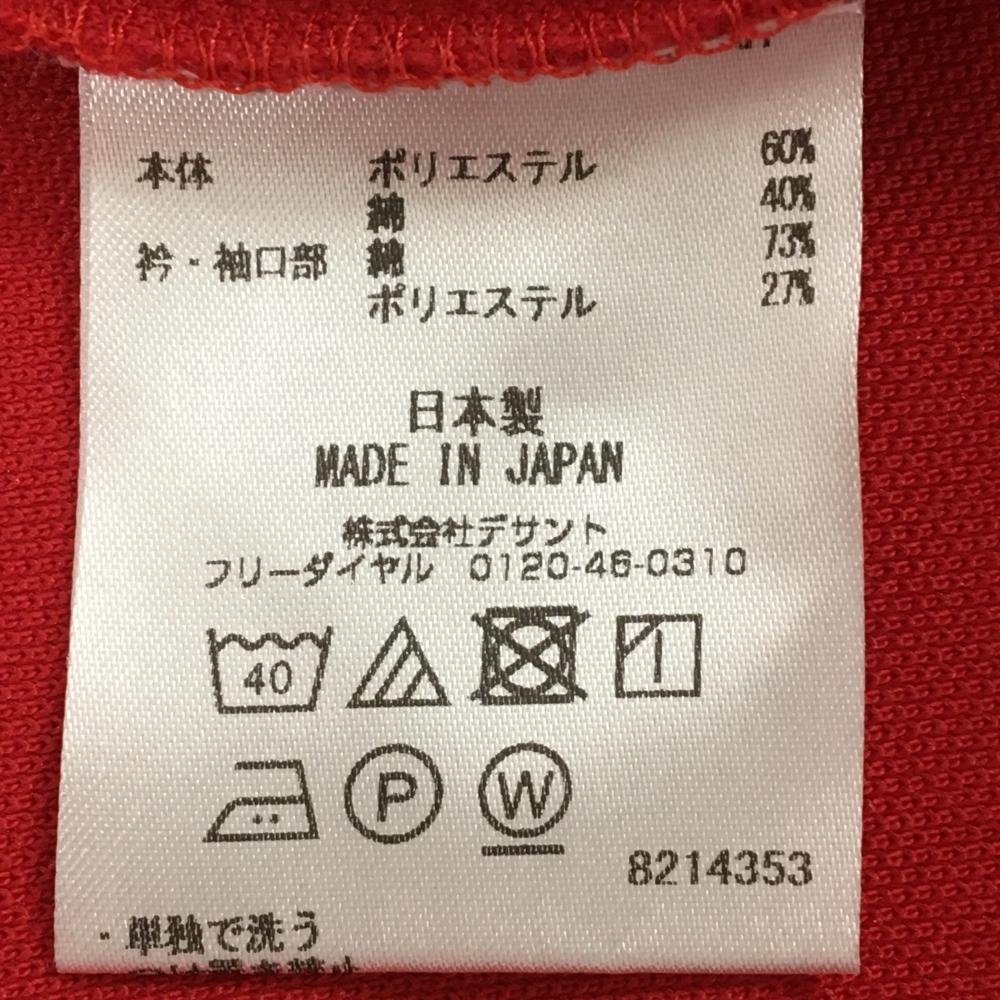 本体 ポリエステル 60%
綿 40%
衿・袖口部 綿 73%
ポリエステル 27%
日本製
MADE IN JAPAN
株式会社デサント
フリーダイヤル 0120-46-0310
40
P W
8214353
・単独で洗う